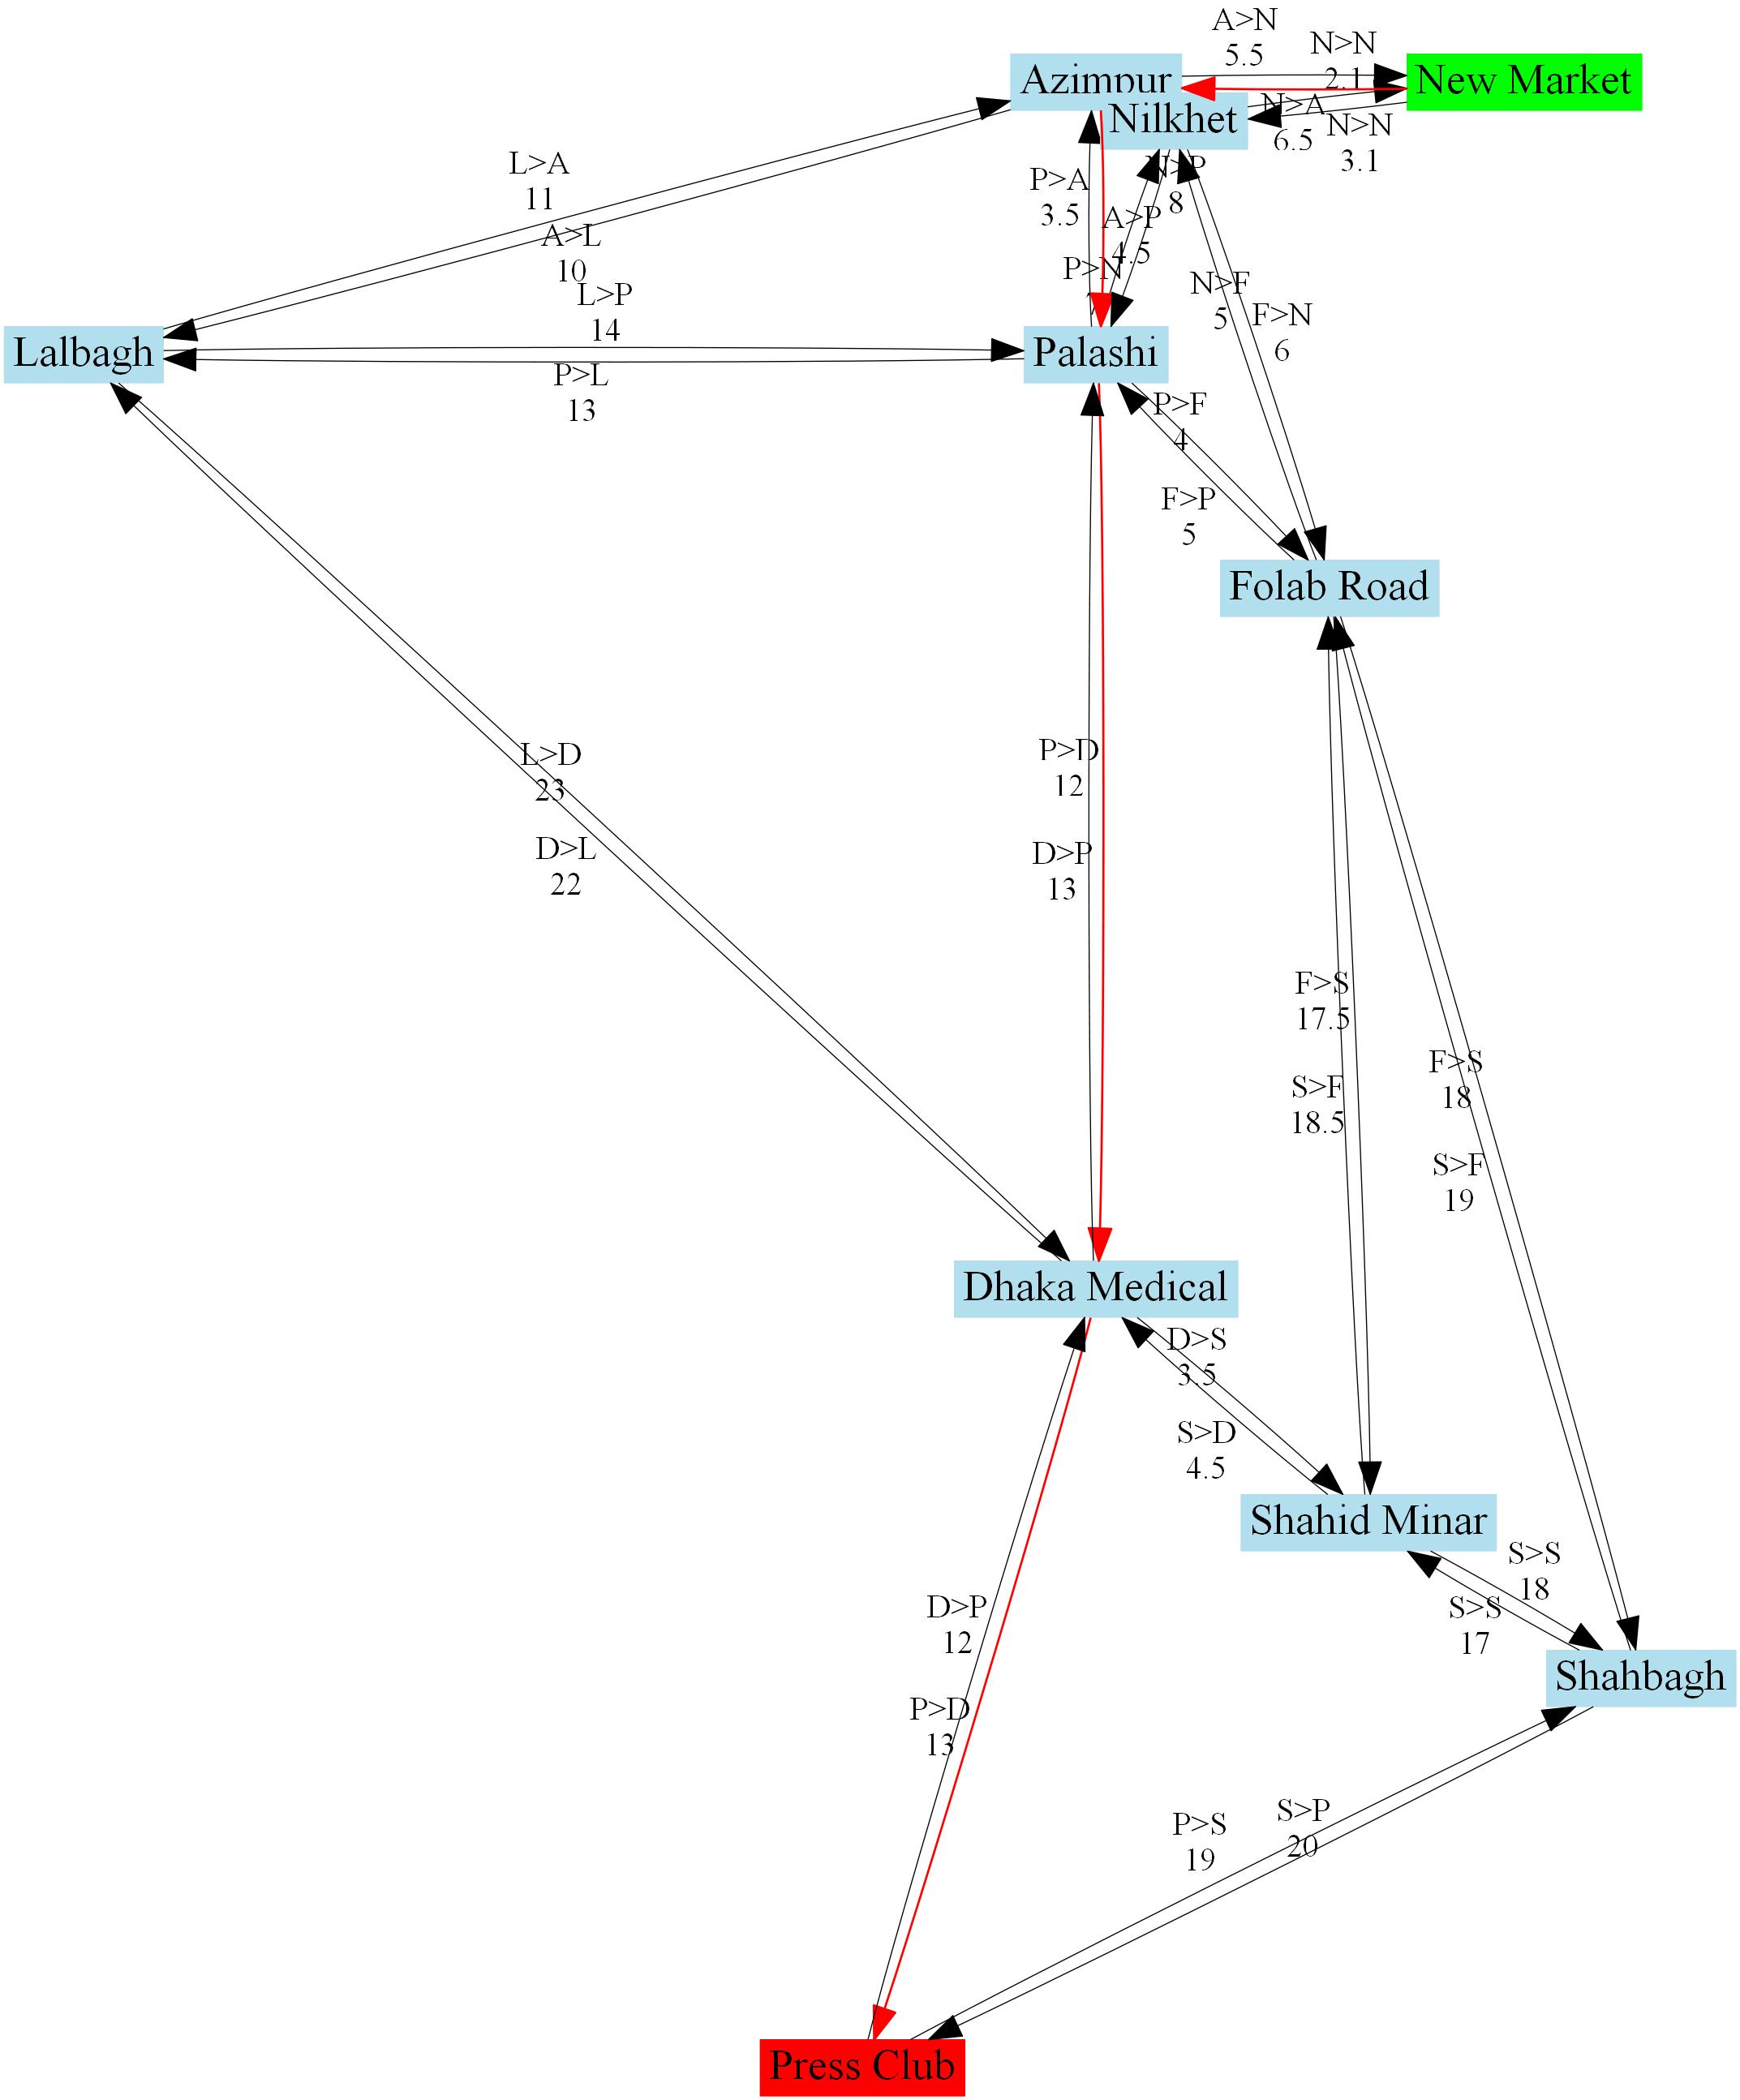 A>N
5.5
N>N
2.1
Azimpur
New Market
Nilkhet
N>A
6.5
N>N
3.1
L>A
11
P>A
3.5
N>P
8
A>P
4.5
A>L
10
P>N
L>P
14
N>F
5
F>N
6
Lalbagh
Palashi
P>L
13
P>F
4
F>P
5
Folab Road
L>D
23
P>D
12
D>L
22
D>P
13
F>S
17.5
F>S
18
S>F
18.5
S>F
19
Dhaka Medical
D>S
3.5
S>D
4.5
Shahid Minar
S>S
18
S>S
17
D>P
12
Shahbagh
P>D
13
P>S
19
S>P
20
Press Club